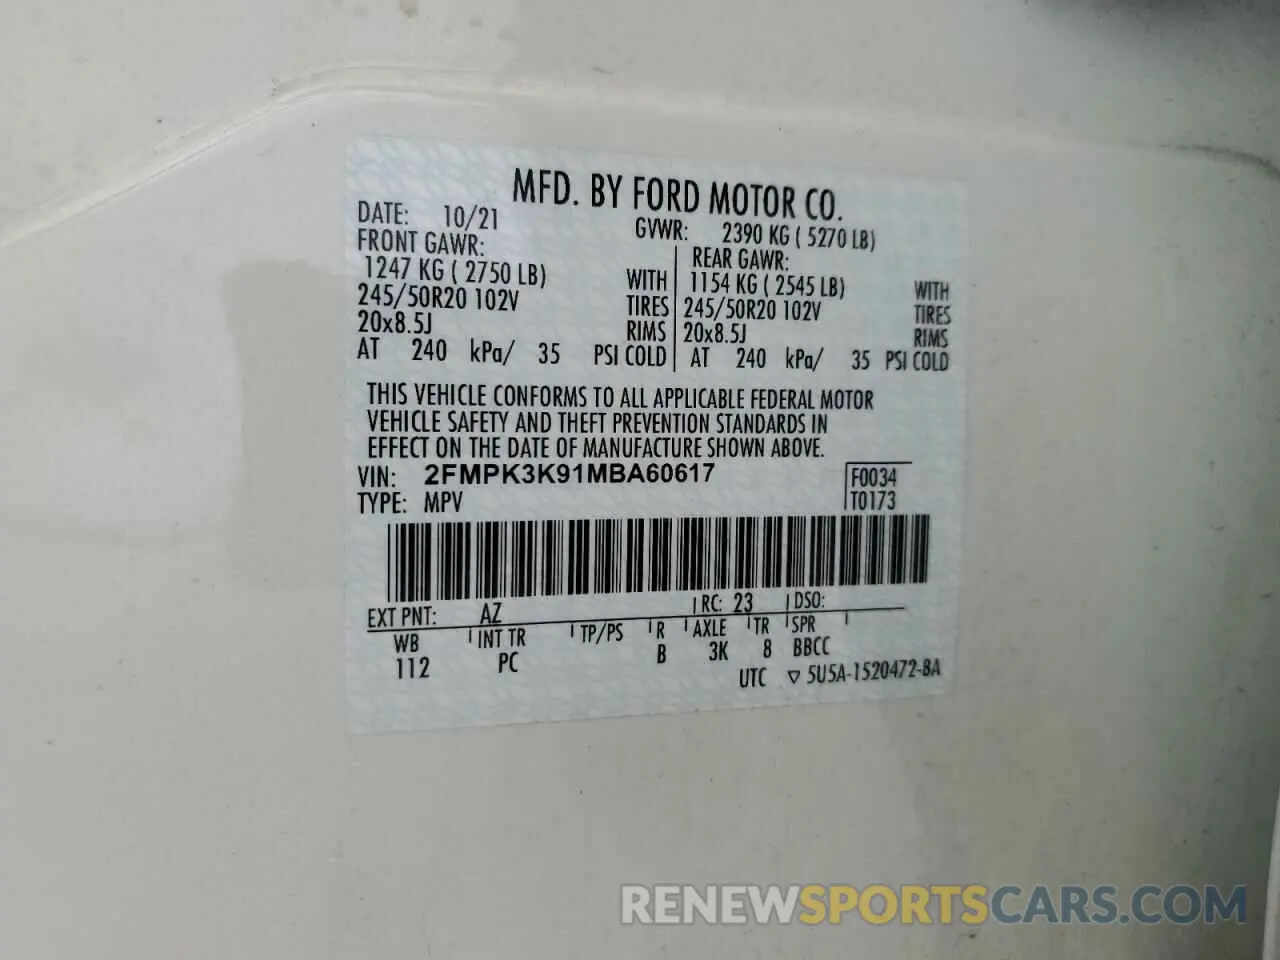 MFD. BY FORD MOTOR CO.
DATE: 10/21 GVWR: 2390 KG ( 5270 LB)
FRONT GAWR: REAR GAWR:
1247 KG ( 2750 LB) WITH 1154 KG ( 2545 LB) WITH
245/50R20 102V TIRES 245/50R20 102V TIRES
20x8.5J RIMS 20x8.5J RIMS
AT 240 kPa/ 35 PSI COLD AT 240 kPa/ 35 PSI COLD
THIS VEHICLE CONFORMS TO ALL APPLICABLE FEDERAL MOTOR
VEHICLE SAFETY AND THEFT PREVENTION STANDARDS IN
EFFECT ON THE DATE OF MANUFACTURE SHOWN ABOVE.
VIN: 2FMPK3K91MBA60617 F0034
TYPE: MPV T0173
EXT PNT: AZ RC: 23 DSO:
WB INT TR TP/PS R AXLE TR SPR
112 PC B 3K 8 BBCC
UTC ▽ 5U5A-1520472-BA
RENEWSPORTSCARS.COM